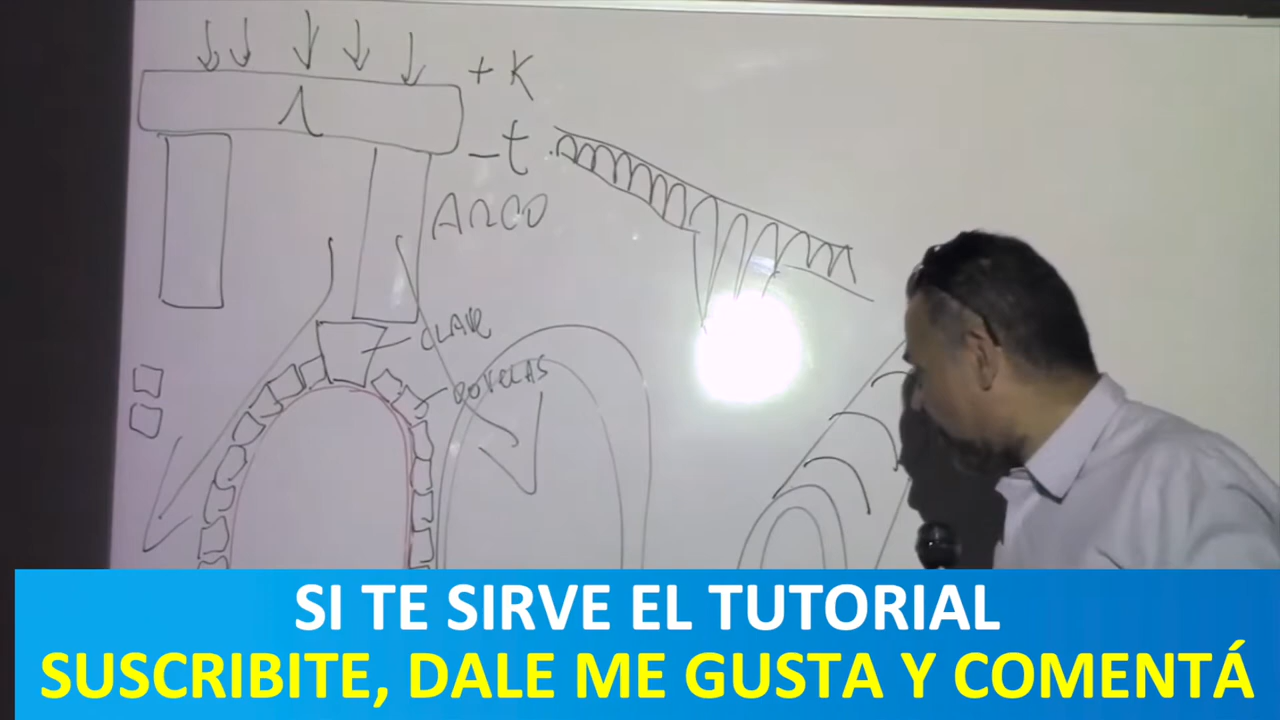 + K
- t
ARCO
CLAVE
DOVELAS
SI TE SIRVE EL TUTORIAL
SUSCRIBITE, DALE ME GUSTA Y COMENTÁ